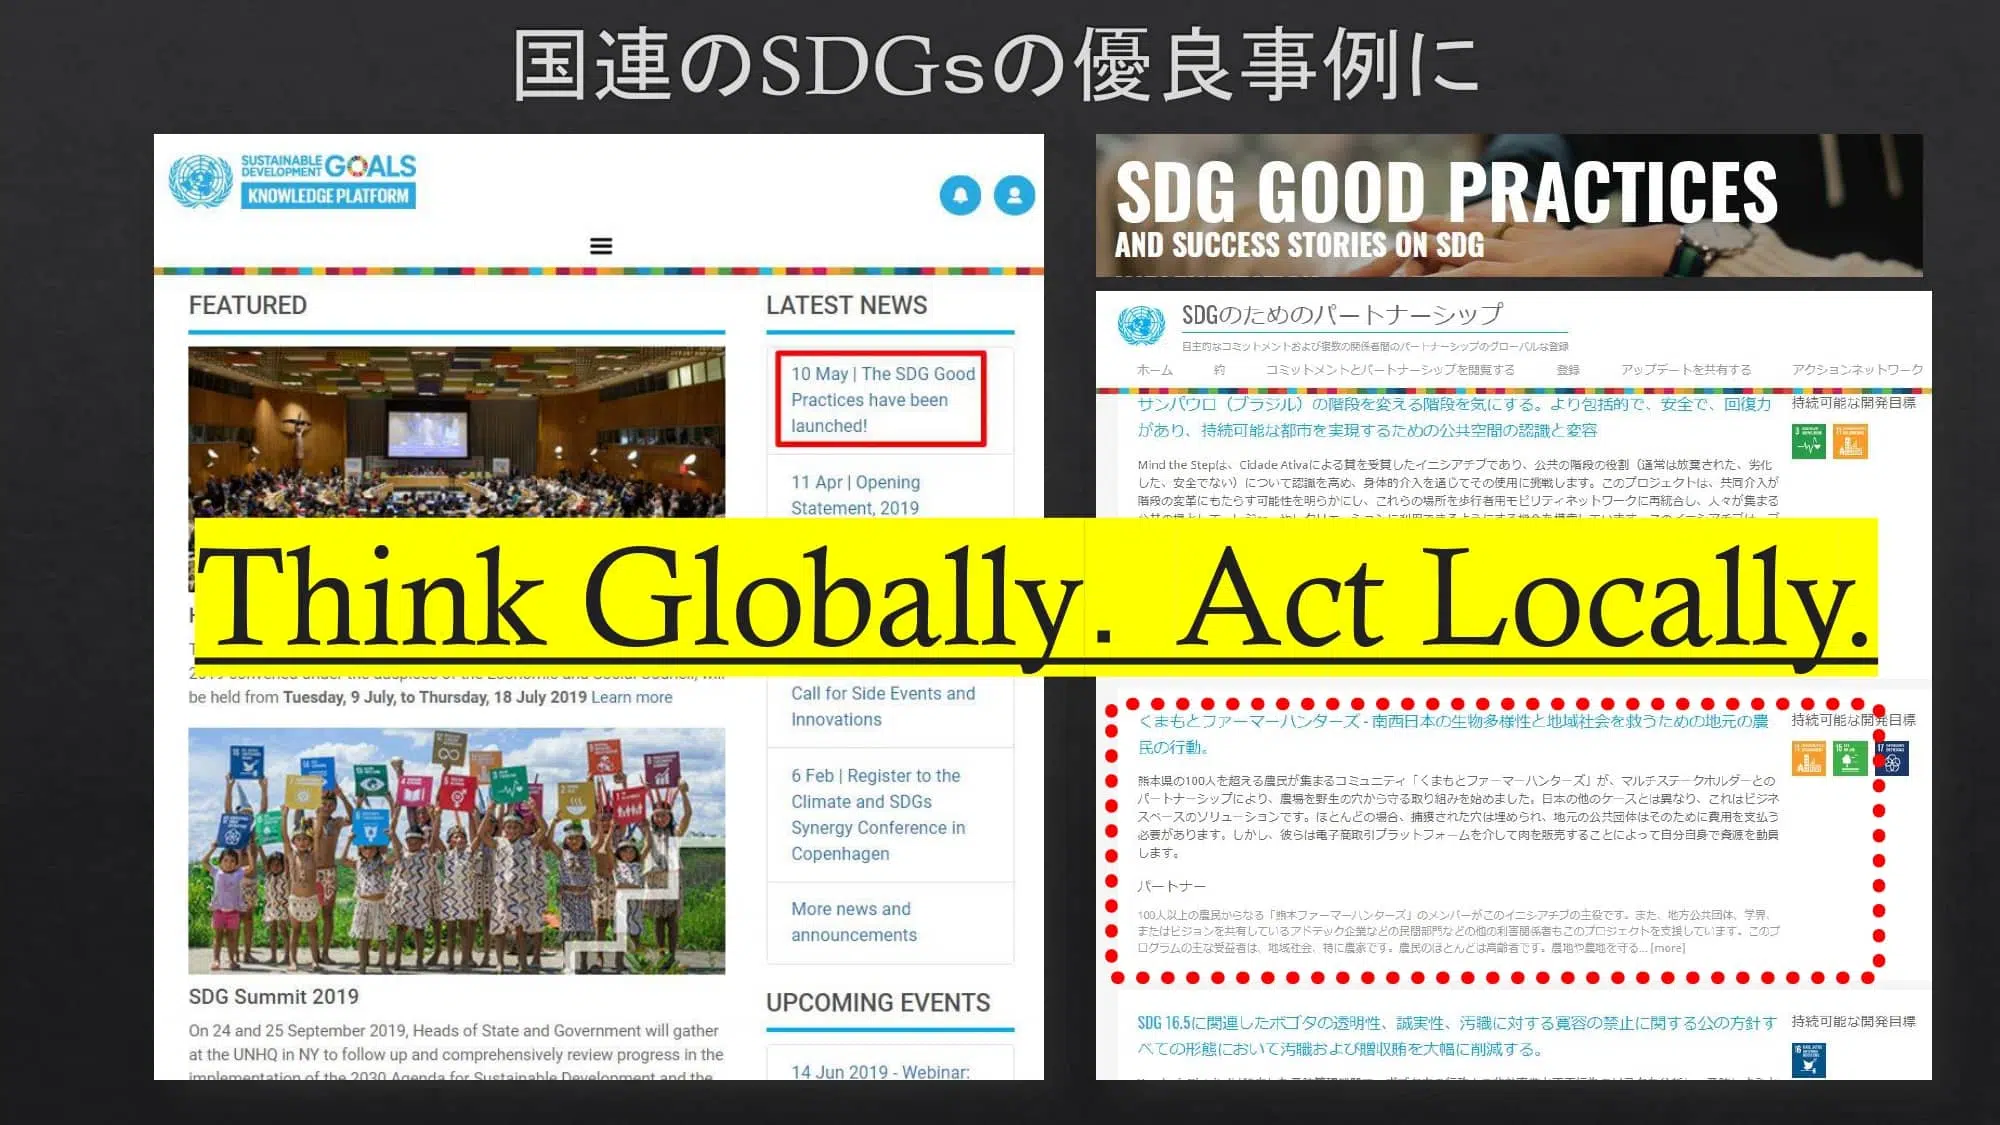 国連のSDGsの優良事例に
SUSTAINABLE
DEVELOPMENT GOALS
KNOWLEDGE PLATFORM
FEATURED
be held from Tuesday, 9 July, to Thursday, 18 July 2019 Learn more
SDG Summit 2019
On 24 and 25 September 2019, Heads of State and Government will gather
at the UNHQ in NY to follow up and comprehensively review progress in the
implementation of the 2030 Agenda for Sustainable Development and the
LATEST NEWS
10 May | The SDG Good
Practices have been
launched!
11 Apr | Opening
Statement, 2019
Call for Side Events and
Innovations
6 Feb | Register to the
Climate and SDGs
Synergy Conference in
Copenhagen
More news and
announcements
UPCOMING EVENTS
14 Jun 2019 - Webinar:
Think Globally. Act Locally.
SDG GOOD PRACTICES
AND SUCCESS STORIES ON SDG
SDGのためのパートナーシップ
自主的なコミットメントおよび複数の関係者間のパートナーシップのグローバルな登録
ホーム 約 コミットメントとパートナーシップを閲覧する 登録 アップデートを共有する アクションネットワーク
サンパウロ（ブラジル）の階段を変える階段を気にする。より包括的で、安全で、回復力
があり、持続可能な都市を実現するための公共空間の認識と変容
持続可能な開発目標
Mind the Stepは、Cidade Ativaによる賞を受賞したイニシアチブであり、公共の階段の役割（通常は放棄された、劣化
した、安全でない）について認識を高め、身体的介入を通じてその使用に挑戦します。このプロジェクトは、共同介入が
階段の変革にもたらす可能性を明らかにし、これらの場所を歩行者用モビリティネットワークに再統合し、人々が集まる
くまもとファーマーハンターズ - 南西日本の生物多様性と地域社会を救うための地元の農
民の行動。
持続可能な開発目標
熊本県の100人を超える農民が集まるコミュニティ「くまもとファーマーハンターズ」が、マルチステークホルダーとの
パートナーシップにより、農場を野生の穴から守る取り組みを始めました。日本の他のケースとは異なり、これはビジネ
スベースのソリューションです。ほとんどの場合、捕獲された穴は埋められ、地元の公共団体はそのために費用を支払う
必要があります。しかし、彼らは電子商取引プラットフォームを介して肉を販売することによって自分自身で資源を動員
します。
パートナー
100人以上の農民からなる「熊本ファーマーハンターズ」のメンバーがこのイニシアチブの主役です。また、地方公共団体、学界、
またはビジョンを共有しているアドテック企業などの民間部門などの他の利害関係者もこのプロジェクトを支援しています。このプ
ログラムの主な受益者は、地域社会、特に農家です。農民のほとんどは高齢者です。農地や農地を守る... [more]
SDG 16.5に関連したボゴタの透明性、誠実性、汚職に対する寛容の禁止に関する公の方針す
べての形態において汚職および贈収賄を大幅に削減する。
持続可能な開発目標